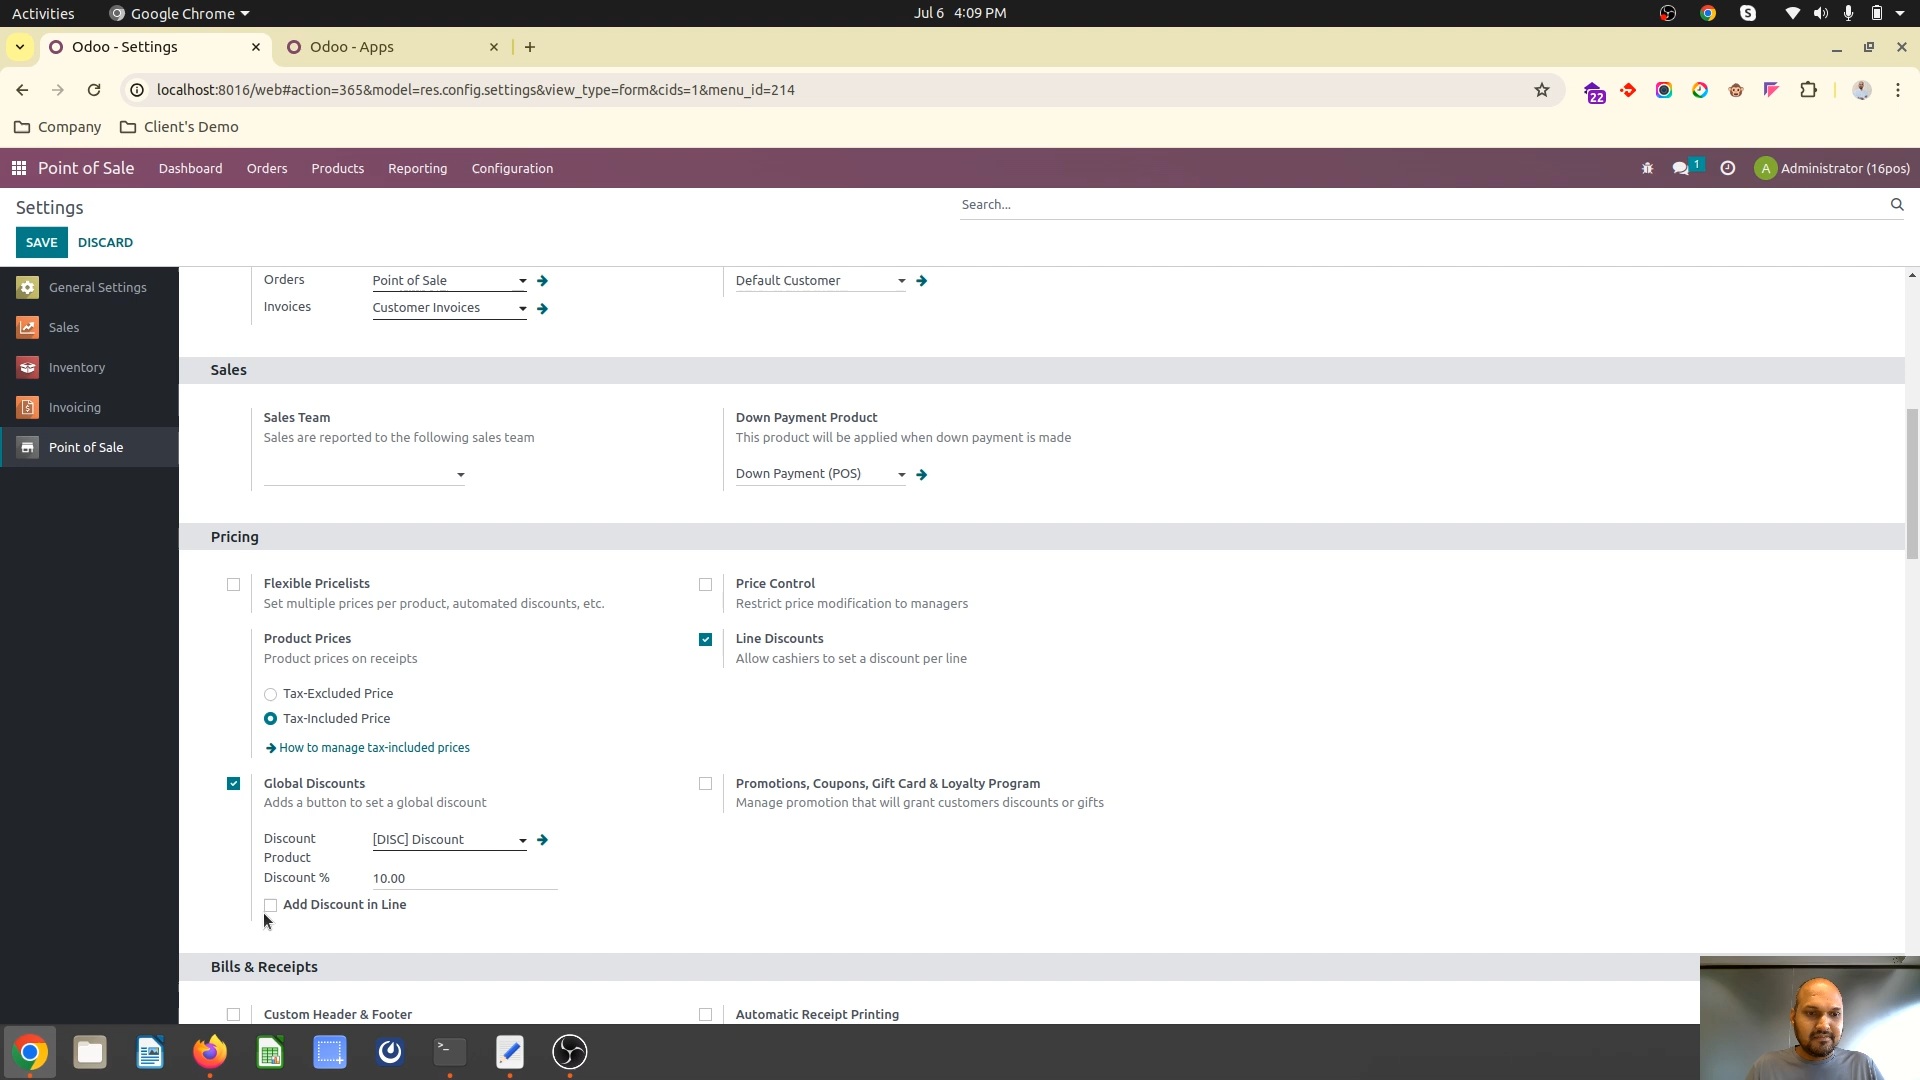 Activities
Google Chrome
Jul 6 4:09 PM
Odoo - Settings
Odoo - Apps
localhost:8016/web#action=365&model=res.config.settings&view_type=form&cids=1&menu_id=214
22
Company
Client's Demo
Point of Sale
Dashboard
Orders
Products
Reporting
Configuration
1
A
Administrator (16pos)
Settings
Search...
SAVE
DISCARD
General Settings
Sales
Inventory
Invoicing
Point of Sale
Orders
Point of Sale
Default Customer
Invoices
Customer Invoices
Sales
Sales Team
Sales are reported to the following sales team
Down Payment Product
This product will be applied when down payment is made
Down Payment (POS)
Pricing
Flexible Pricelists
Set multiple prices per product, automated discounts, etc.
Price Control
Restrict price modification to managers
Product Prices
Product prices on receipts
Line Discounts
Allow cashiers to set a discount per line
Tax-Excluded Price
Tax-Included Price
How to manage tax-included prices
Global Discounts
Adds a button to set a global discount
Promotions, Coupons, Gift Card & Loyalty Program
Manage promotion that will grant customers discounts or gifts
Discount
Product
[DISC] Discount
Discount %
10.00
Add Discount in Line
Bills & Receipts
Custom Header & Footer
Automatic Receipt Printing